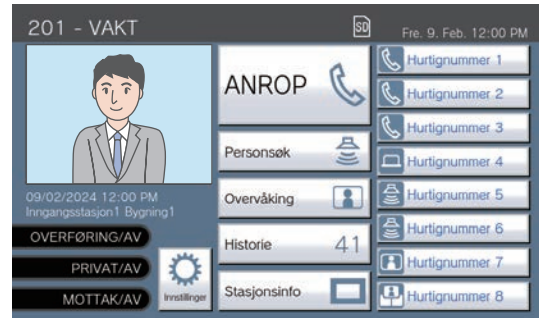 201 - VAKT
SD
Fre. 9. Feb. 12:00 PM
09/02/2024 12:00 PM
Inngangsstasjon1 Bygning1
OVERFØRING/AV
PRIVAT/AV
MOTTAK/AV
Innstillinger
ANROP
Personsøk
Overvåking
Historie 41
Stasjonsinfo
Hurtignummer 1
Hurtignummer 2
Hurtignummer 3
Hurtignummer 4
Hurtignummer 5
Hurtignummer 6
Hurtignummer 7
Hurtignummer 8